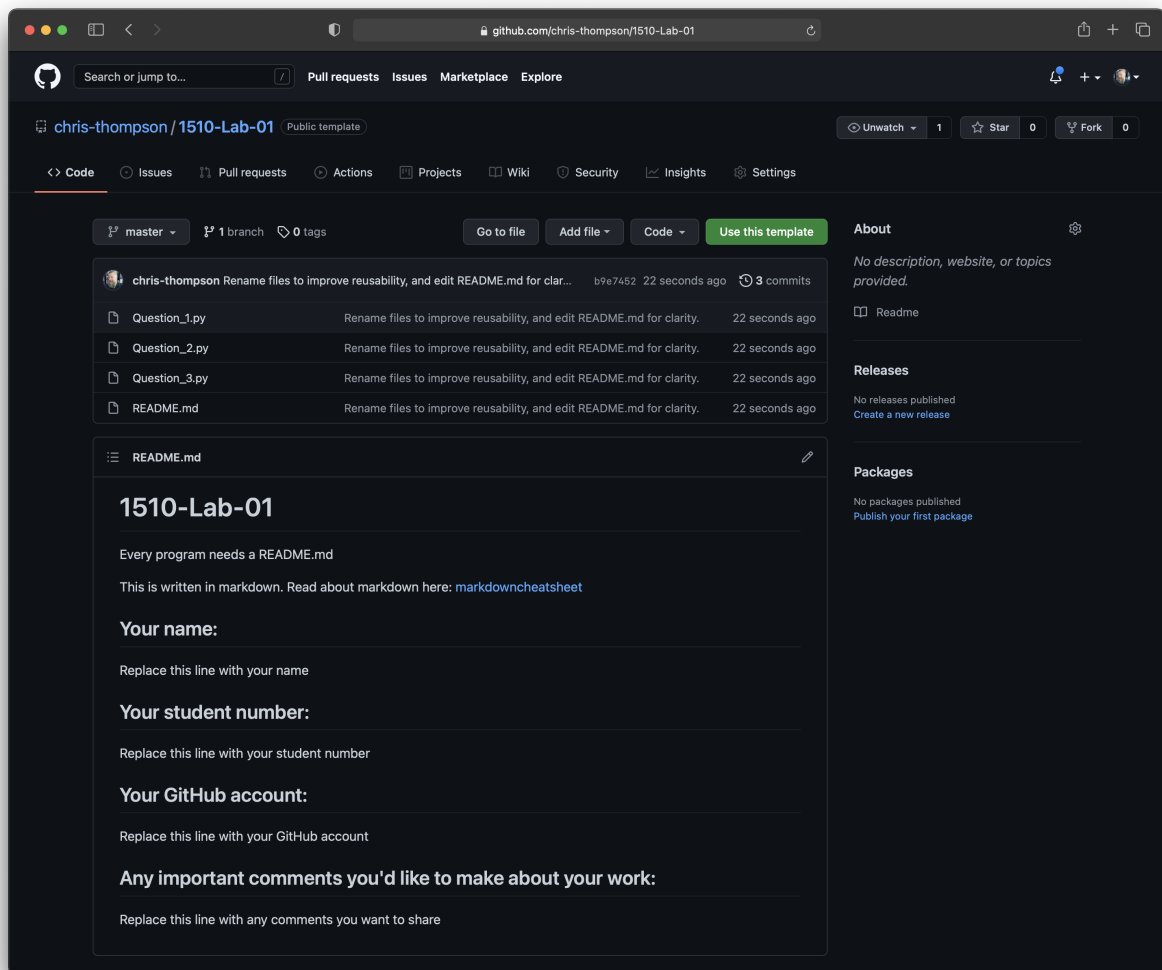 github.com/chris-thompson/1510-Lab-01
Search or jump to... /
Pull requests Issues Marketplace Explore
chris-thompson / 1510-Lab-01 Public template
Unwatch 1 Star 0 Fork 0
Code Issues Pull requests Actions Projects Wiki Security Insights Settings
master 1 branch 0 tags Go to file Add file Code Use this template
chris-thompson Rename files to improve reusability, and edit README.md for clar... b9e7452 22 seconds ago 3 commits
Question_1.py Rename files to improve reusability, and edit README.md for clarity. 22 seconds ago
Question_2.py Rename files to improve reusability, and edit README.md for clarity. 22 seconds ago
Question_3.py Rename files to improve reusability, and edit README.md for clarity. 22 seconds ago
README.md Rename files to improve reusability, and edit README.md for clarity. 22 seconds ago
README.md
1510-Lab-01
Every program needs a README.md
This is written in markdown. Read about markdown here: markdowncheatsheet
Your name:
Replace this line with your name
Your student number:
Replace this line with your student number
Your GitHub account:
Replace this line with your GitHub account
Any important comments you'd like to make about your work:
Replace this line with any comments you want to share
About
No description, website, or topics
provided.
Readme
Releases
No releases published
Create a new release
Packages
No packages published
Publish your first package